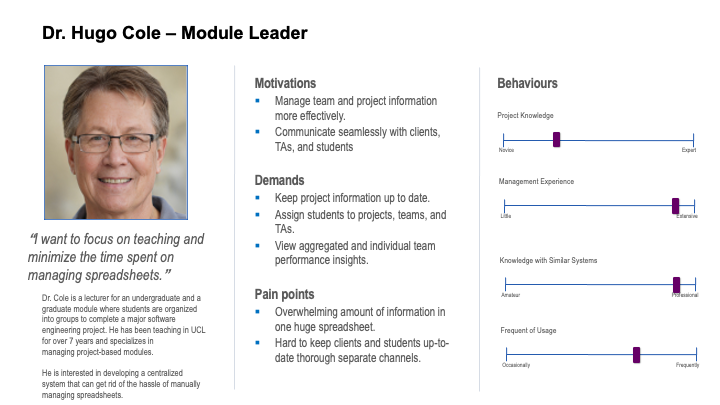 Dr. Hugo Cole – Module Leader
“I want to focus on teaching and
minimize the time spent on
managing spreadsheets.”
Dr. Cole is a lecturer for an undergraduate and a
graduate module where students are organized
into groups to complete a major software
engineering project. He has been teaching in UCL
for over 7 years and specializes in
managing project-based modules.
He is interested in developing a centralized
system that can get rid of the hassle of manually
managing spreadsheets.
Motivations
Manage team and project information
more effectively.
Communicate seamlessly with clients,
TAs, and students
Demands
Keep project information up to date.
Assign students to projects, teams, and
TAs.
View aggregated and individual team
performance insights.
Pain points
Overwhelming amount of information in
one huge spreadsheet.
Hard to keep clients and students up-to-
date thorough separate channels.
Behaviours
Project Knowledge
Novice Expert
Management Experience
Little Extensive
Knowledge with Similar Systems
Amateur Professional
Frequent of Usage
Occasionally Frequently